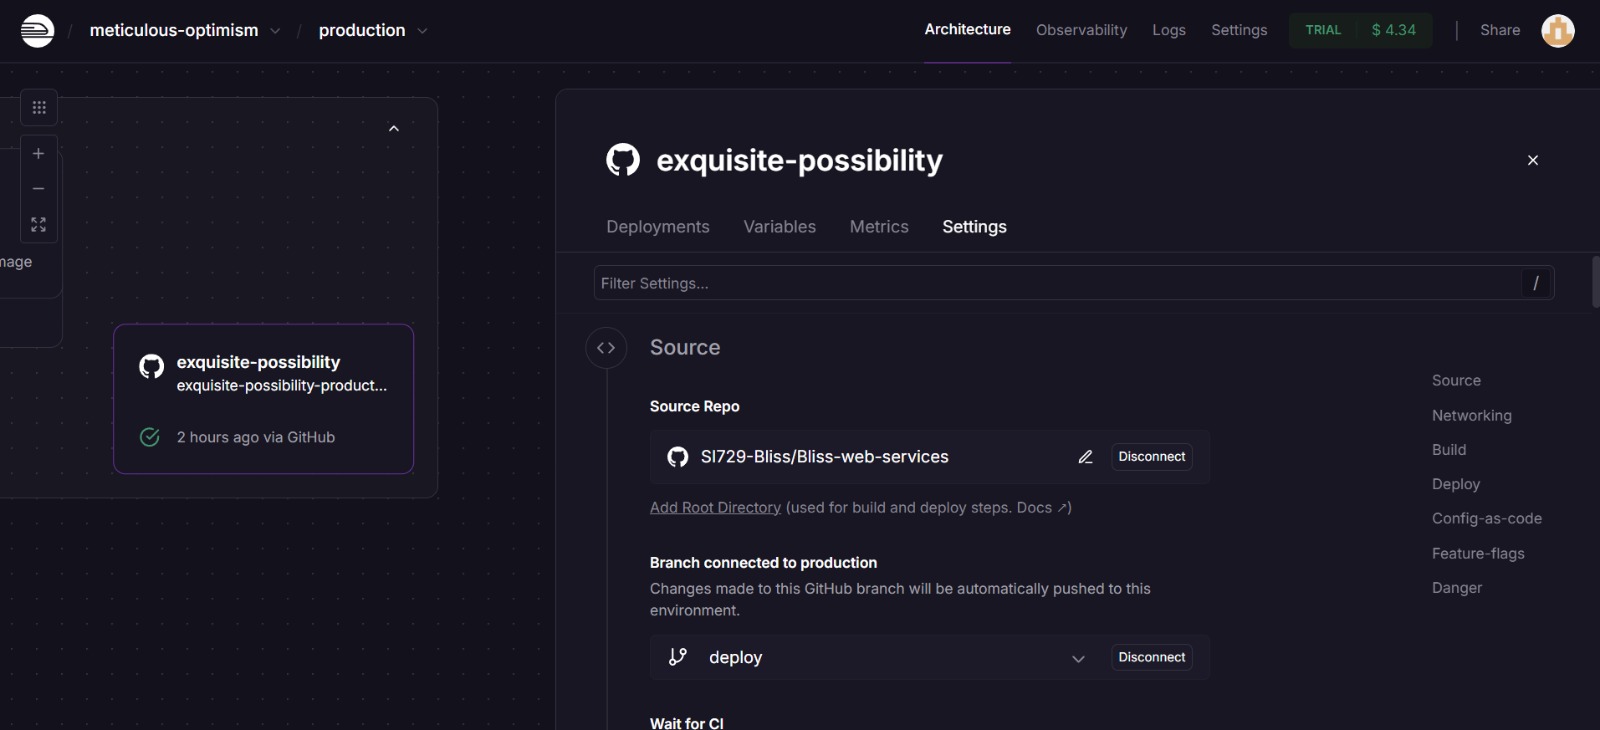 / meticulous-optimism / production
Architecture Observability Logs Settings TRIAL $ 4.34 Share
mage
exquisite-possibility
exquisite-possibility-product...
2 hours ago via GitHub
exquisite-possibility
Deployments Variables Metrics Settings
Filter Settings... /
Source
Source Repo
SI729-Bliss/Bliss-web-services Disconnect
Add Root Directory (used for build and deploy steps. Docs ↗)
Branch connected to production
Changes made to this GitHub branch will be automatically pushed to this
environment.
deploy Disconnect
Wait for CI
Source
Networking
Build
Deploy
Config-as-code
Feature-flags
Danger